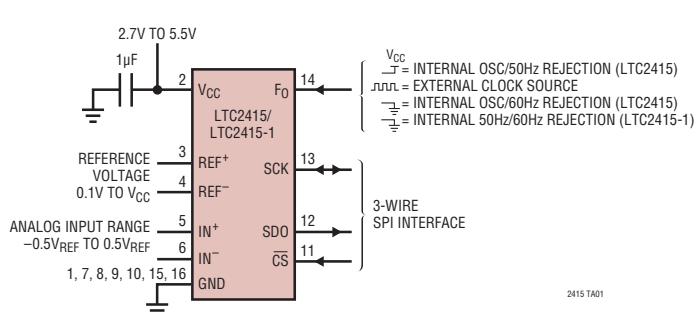 2.7V TO 5.5V
1µF
2
VCC
LTC2415/
LTC2415-1
FO
14
VCC
= INTERNAL OSC/50Hz REJECTION (LTC2415)
= EXTERNAL CLOCK SOURCE
= INTERNAL OSC/60Hz REJECTION (LTC2415)
= INTERNAL 50Hz/60Hz REJECTION (LTC2415-1)
REFERENCE
VOLTAGE
0.1V TO VCC
3
REF+
4
REF–
SCK
13
ANALOG INPUT RANGE
–0.5VREF TO 0.5VREF
5
IN+
6
IN–
SDO
12
CS
11
3-WIRE
SPI INTERFACE
1, 7, 8, 9, 10, 15, 16
GND
2415 TA01